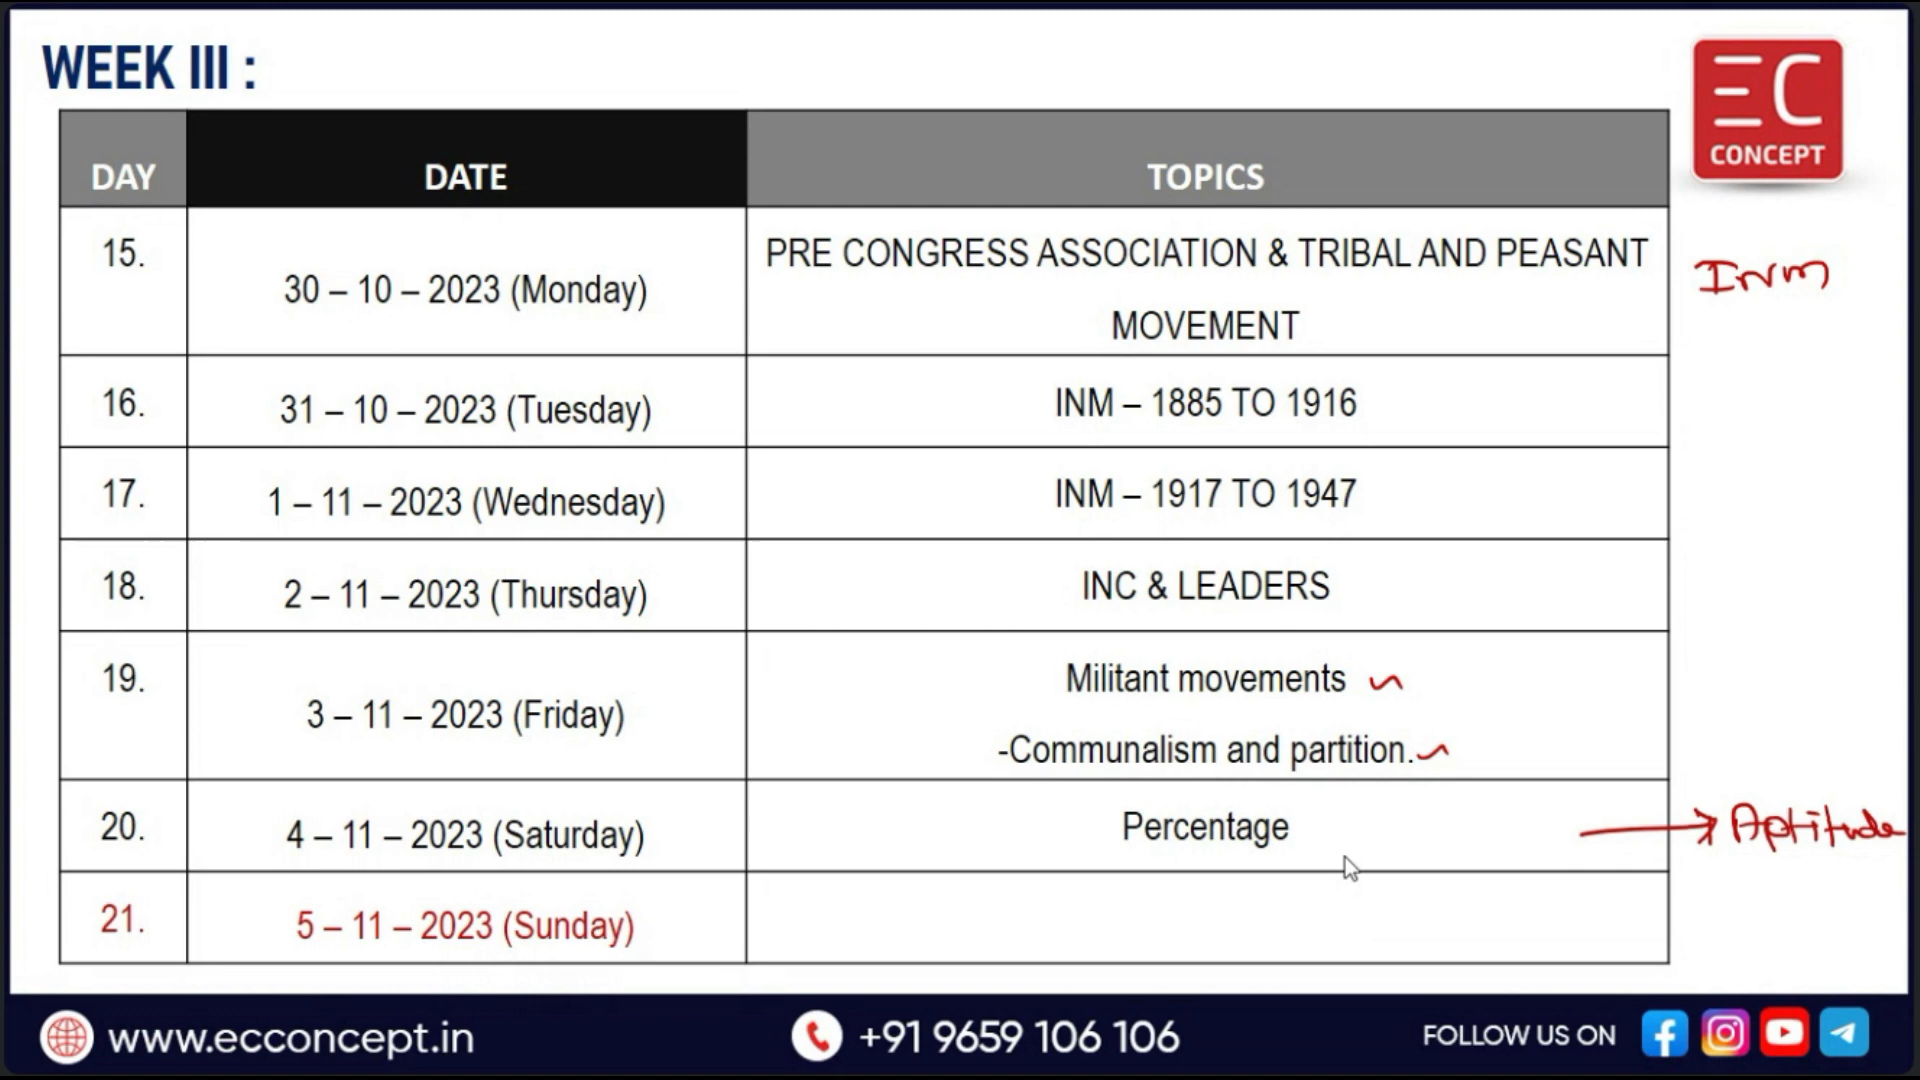 WEEK III :
EC
CONCEPT
DAY DATE TOPICS
15. 30 – 10 – 2023 (Monday) PRE CONGRESS ASSOCIATION & TRIBAL AND PEASANT
MOVEMENT
INM
16. 31 – 10 – 2023 (Tuesday) INM – 1885 TO 1916
17. 1 – 11 – 2023 (Wednesday) INM – 1917 TO 1947
18. 2 – 11 – 2023 (Thursday) INC & LEADERS
19. 3 – 11 – 2023 (Friday) Militant movements
-Communalism and partition.
20. 4 – 11 – 2023 (Saturday) Percentage → Aptitude
21. 5 – 11 – 2023 (Sunday)
www.ecconcept.in +91 9659 106 106 FOLLOW US ON